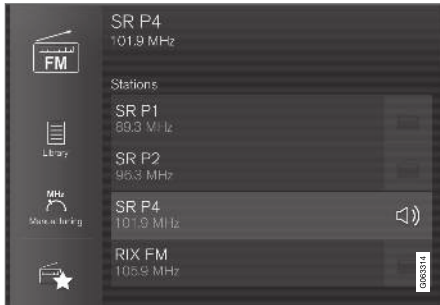 SR P4
101.9 MHz
FM
Stations
SR P1
89.3 MHz
Library
SR P2
96.3 MHz
MHz
Manual tuning
SR P4
101.9 MHz
RIX FM
105.9 MHz
G063314